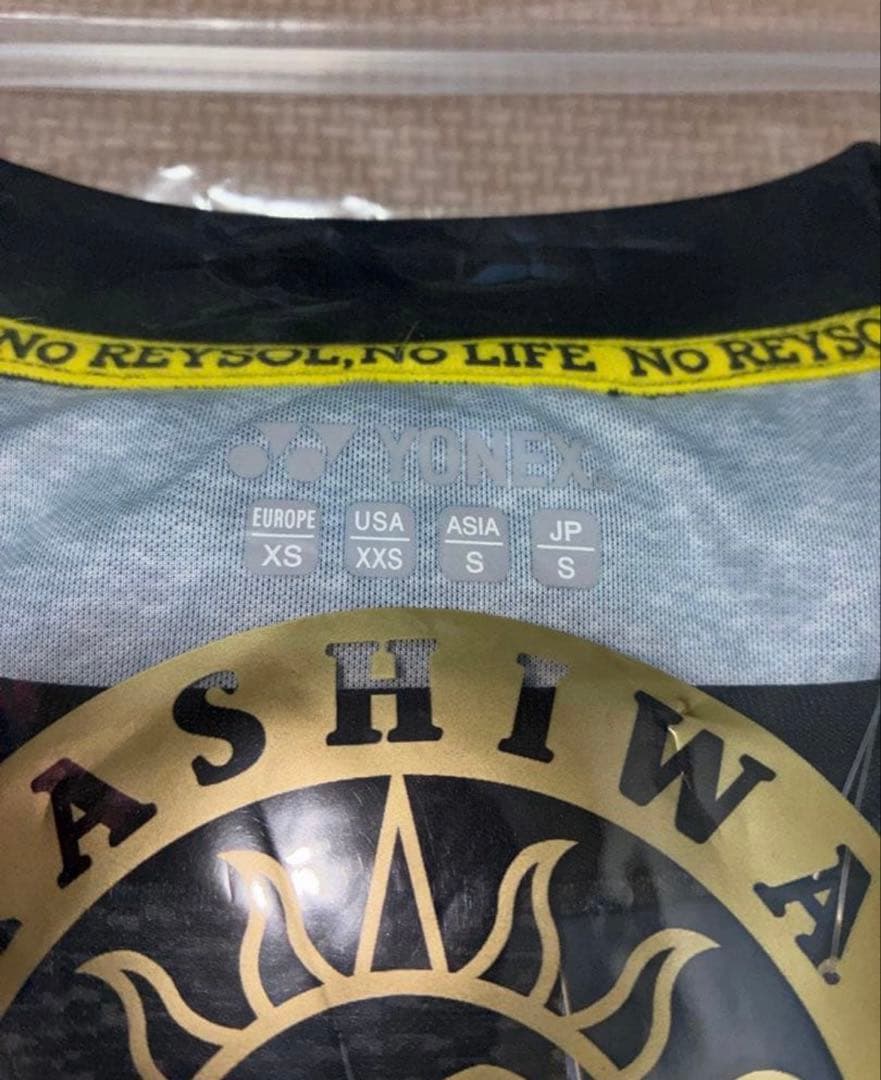 NO REYSOL, NO LIFE NO REYSO
YONEX
EUROPE
XS
USA
XXS
ASIA
S
JP
S
ASHIWA